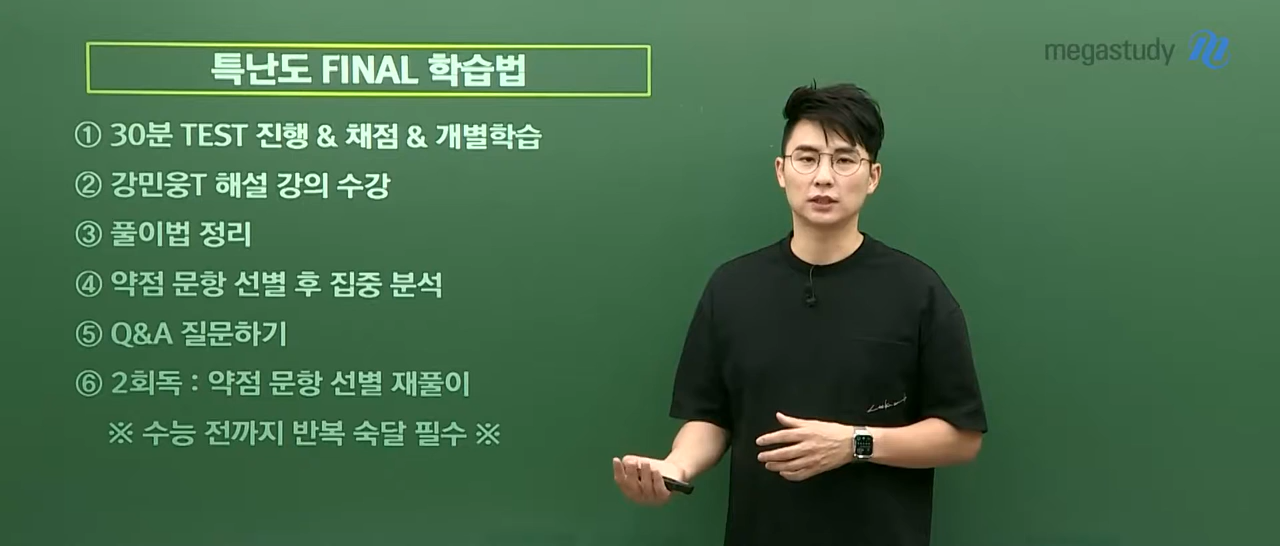 megastudy
특난도 FINAL 학습법
① 30분 TEST 진행 & 채점 & 개별학습
② 강민웅T 해설 강의 수강
③ 풀이법 정리
④ 약점 문항 선별 후 집중 분석
⑤ Q&A 질문하기
⑥ 2회독 : 약점 문항 선별 재풀이
※ 수능 전까지 반복 숙달 필수 ※